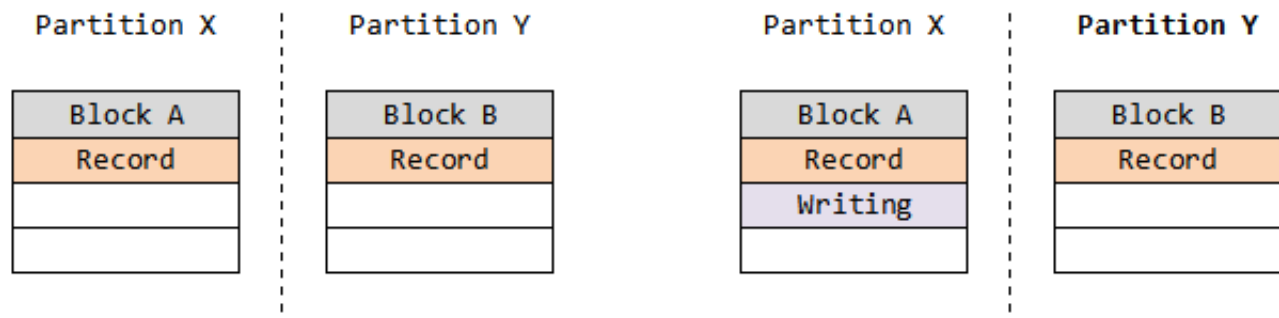 Partition X Partition Y Partition X Partition Y
Block A Block B Block A Block B
Record Record Record Record
Writing